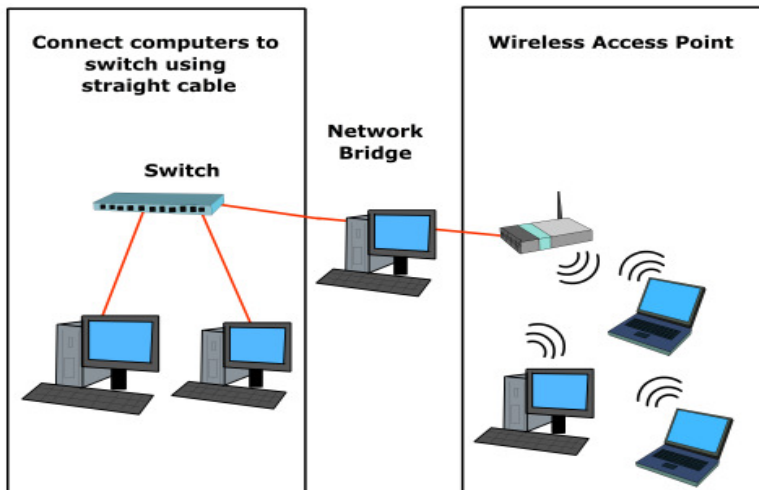 Connect computers to
switch using
straight cable
Switch
Network
Bridge
Wireless Access Point